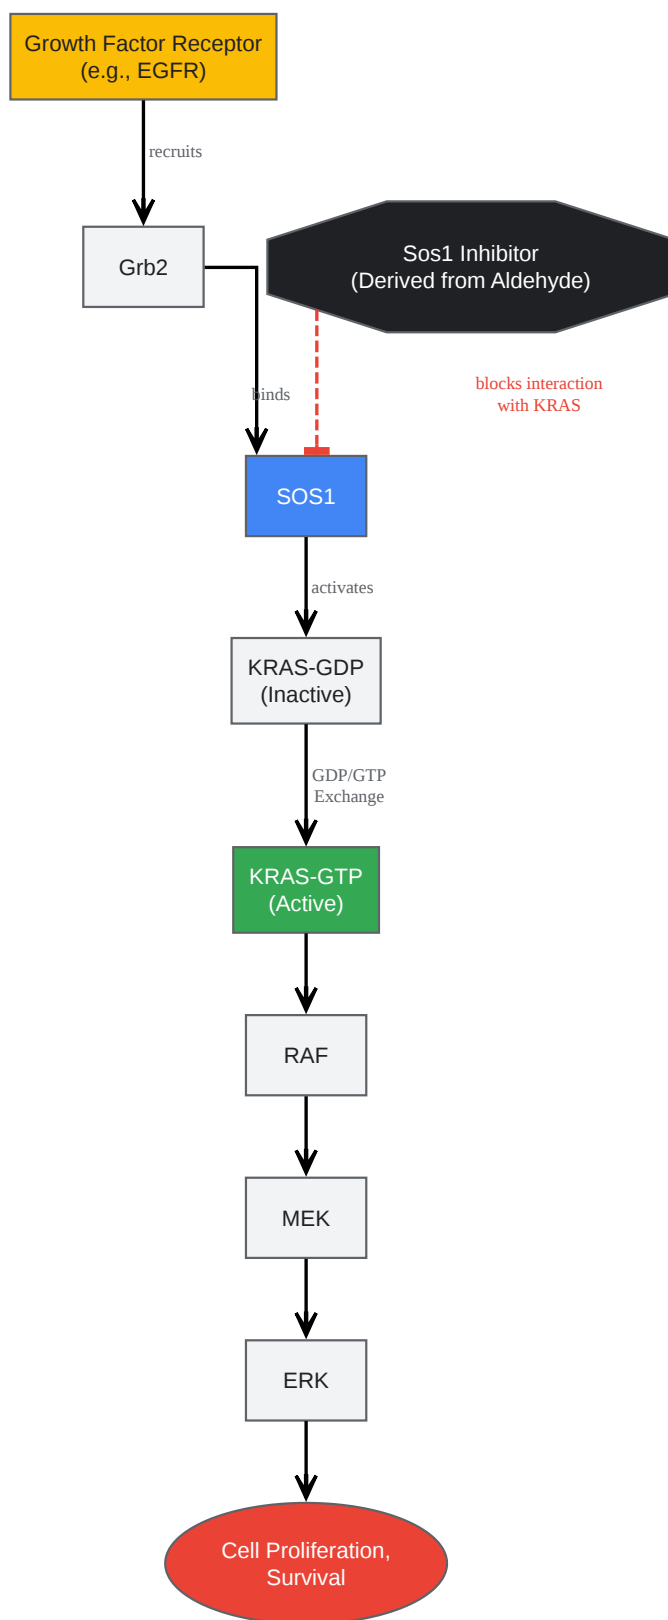 Growth Factor Receptor
(e.g., EGFR)
recruits
Grb2
Sos1 Inhibitor
(Derived from Aldehyde)
binds
blocks interaction
with KRAS
SOS1
activates
KRAS-GDP
(Inactive)
GDP/GTP
Exchange
KRAS-GTP
(Active)
RAF
MEK
ERK
Cell Proliferation,
Survival